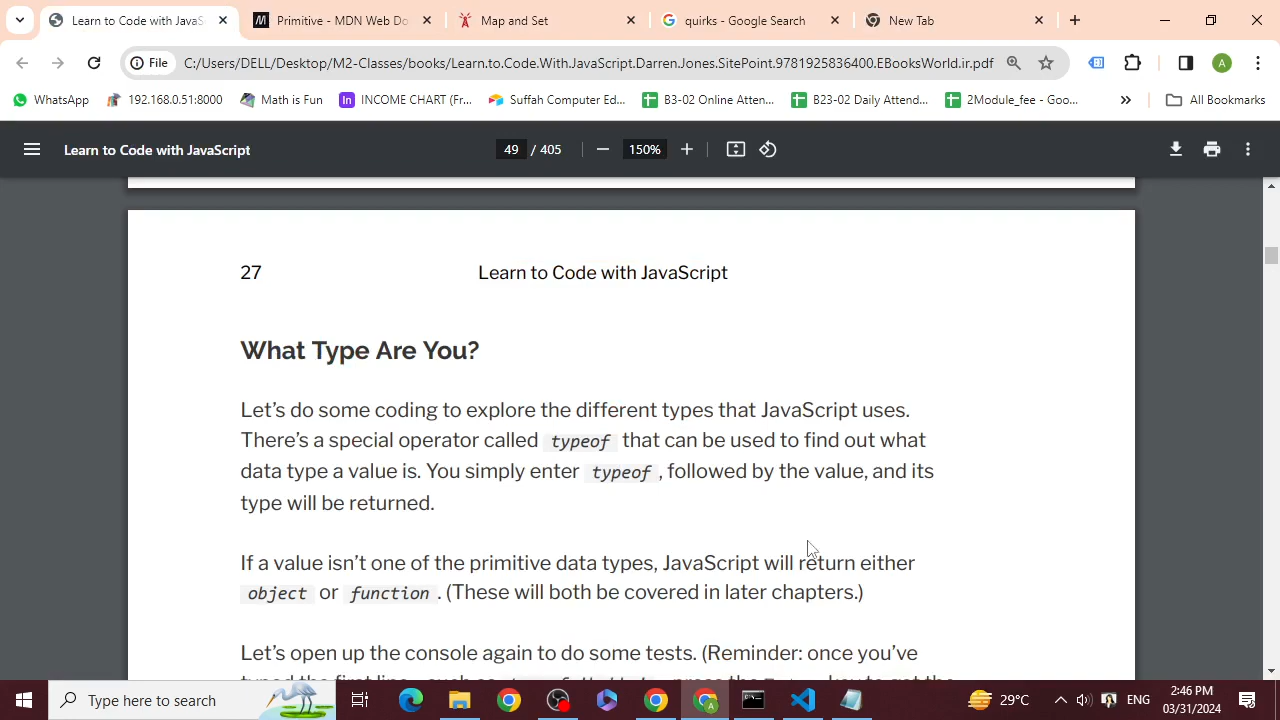 Learn to Code with JavaSc
Primitive - MDN Web Do
Map and Set
quirks - Google Search
New Tab
File
C:/Users/DELL/Desktop/M2-Classes/books/Learn.to.Code.With.JavaScript.Darren.Jones.SitePoint.9781925836400.EBooksWorld.ir.pdf
A
WhatsApp
192.168.0.51:8000
Math is Fun
In
INCOME CHART (Fr...
Suffah Computer Ed...
B3-02 Online Atten...
B23-02 Daily Attend...
2Module_fee - Goo...
All Bookmarks
Learn to Code with JavaScript
49 / 405
150%
27
Learn to Code with JavaScript
What Type Are You?
Let's do some coding to explore the different types that JavaScript uses.
There's a special operator called typeof that can be used to find out what
data type a value is. You simply enter typeof , followed by the value, and its
type will be returned.
If a value isn't one of the primitive data types, JavaScript will return either
object or function . (These will both be covered in later chapters.)
Let's open up the console again to do some tests. (Reminder: once you've
Type here to search
29°C
ENG
2:46 PM
03/31/2024